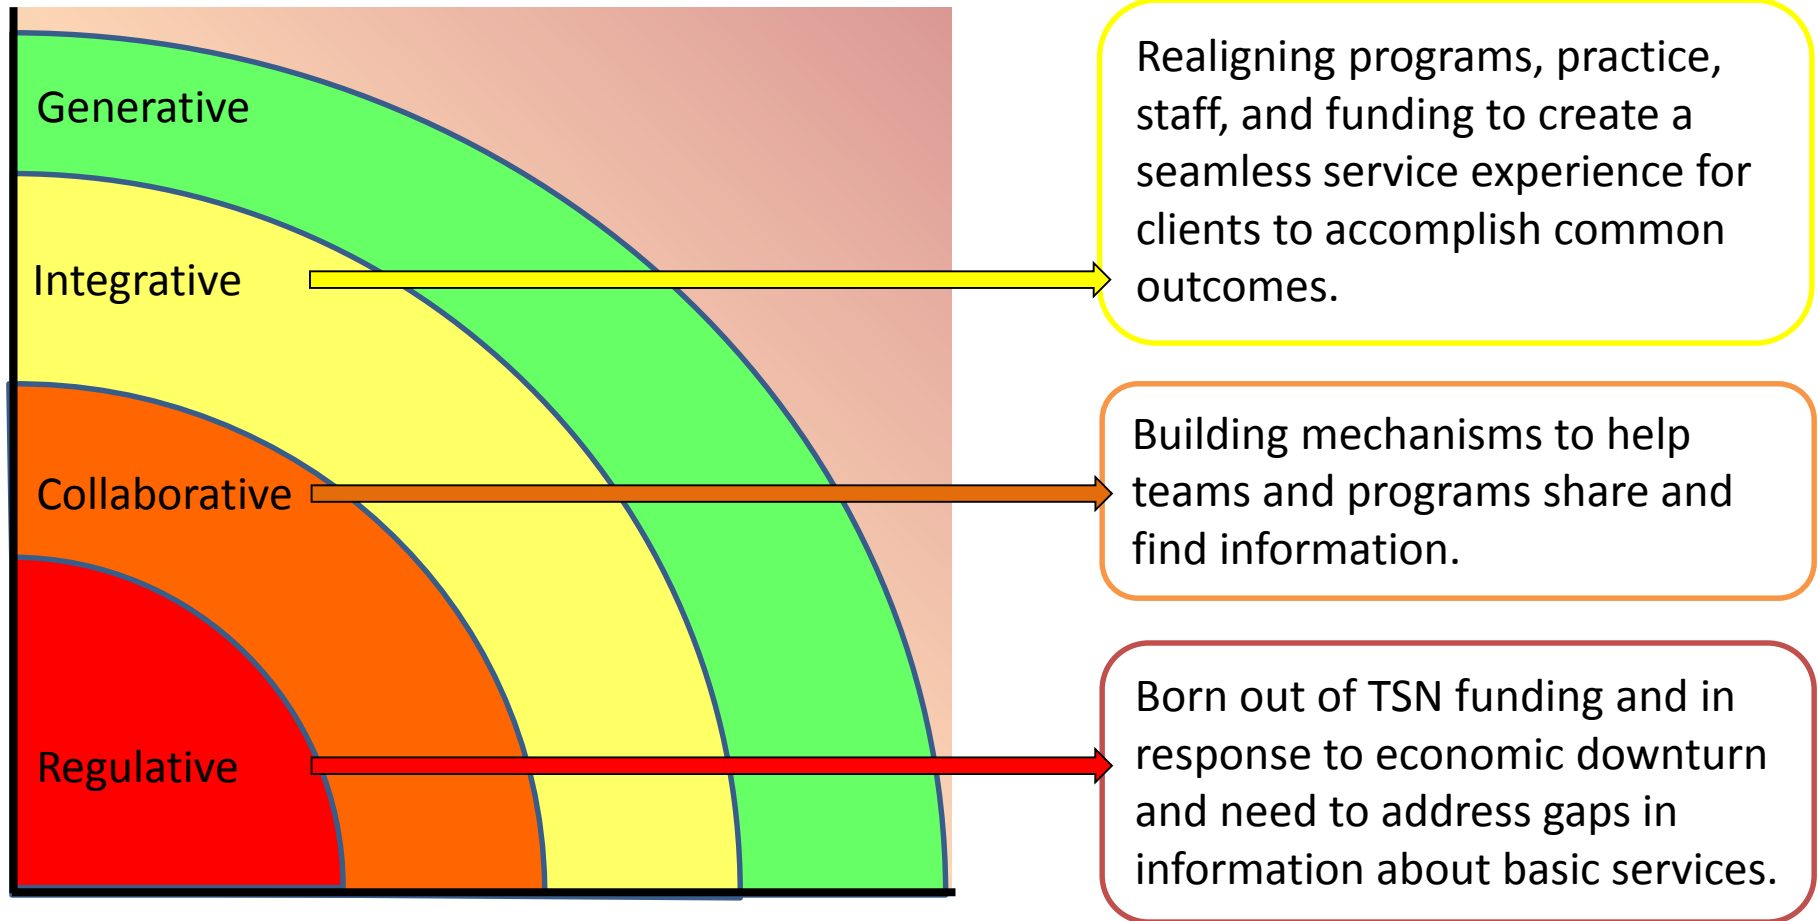 Generative
Integrative
Collaborative
Regulative
Realigning programs, practice,
staff, and funding to create a
seamless service experience for
clients to accomplish common
outcomes.
Building mechanisms to help
teams and programs share and
find information.
Born out of TSN funding and in
response to economic downturn
and need to address gaps in
information about basic services.